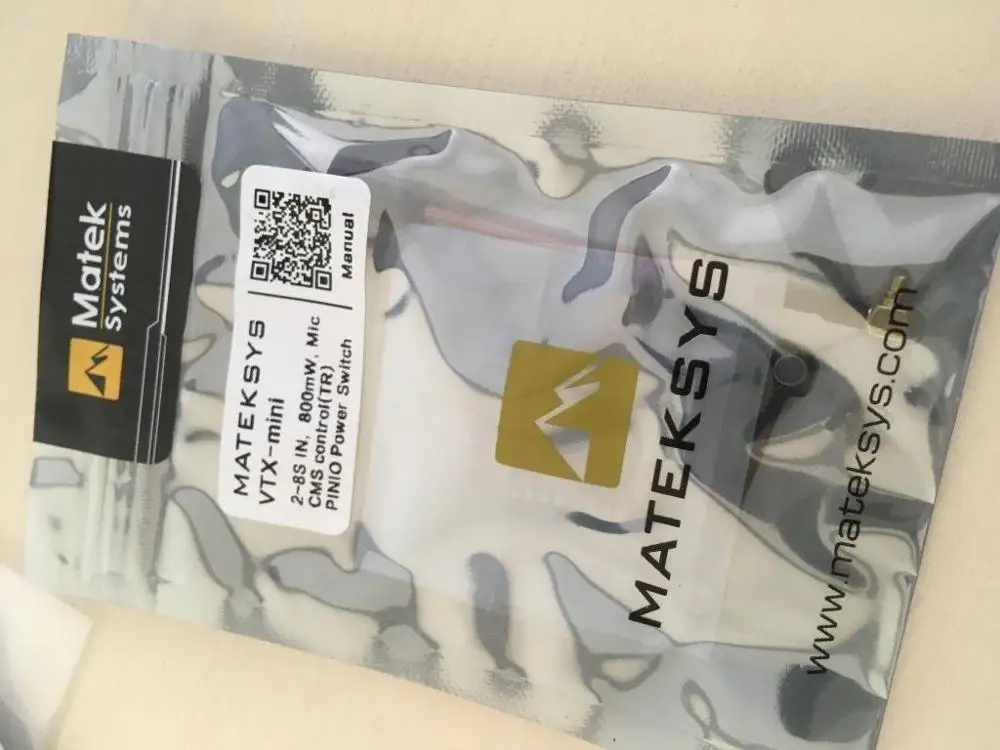 Matek
Systems
MATEKSYS
VTX-mini
2-8S IN, 800mW, Mic
CMS control(TR)
PINIO Power Switch
Manual
MATEKSYS
www.mateksys.com